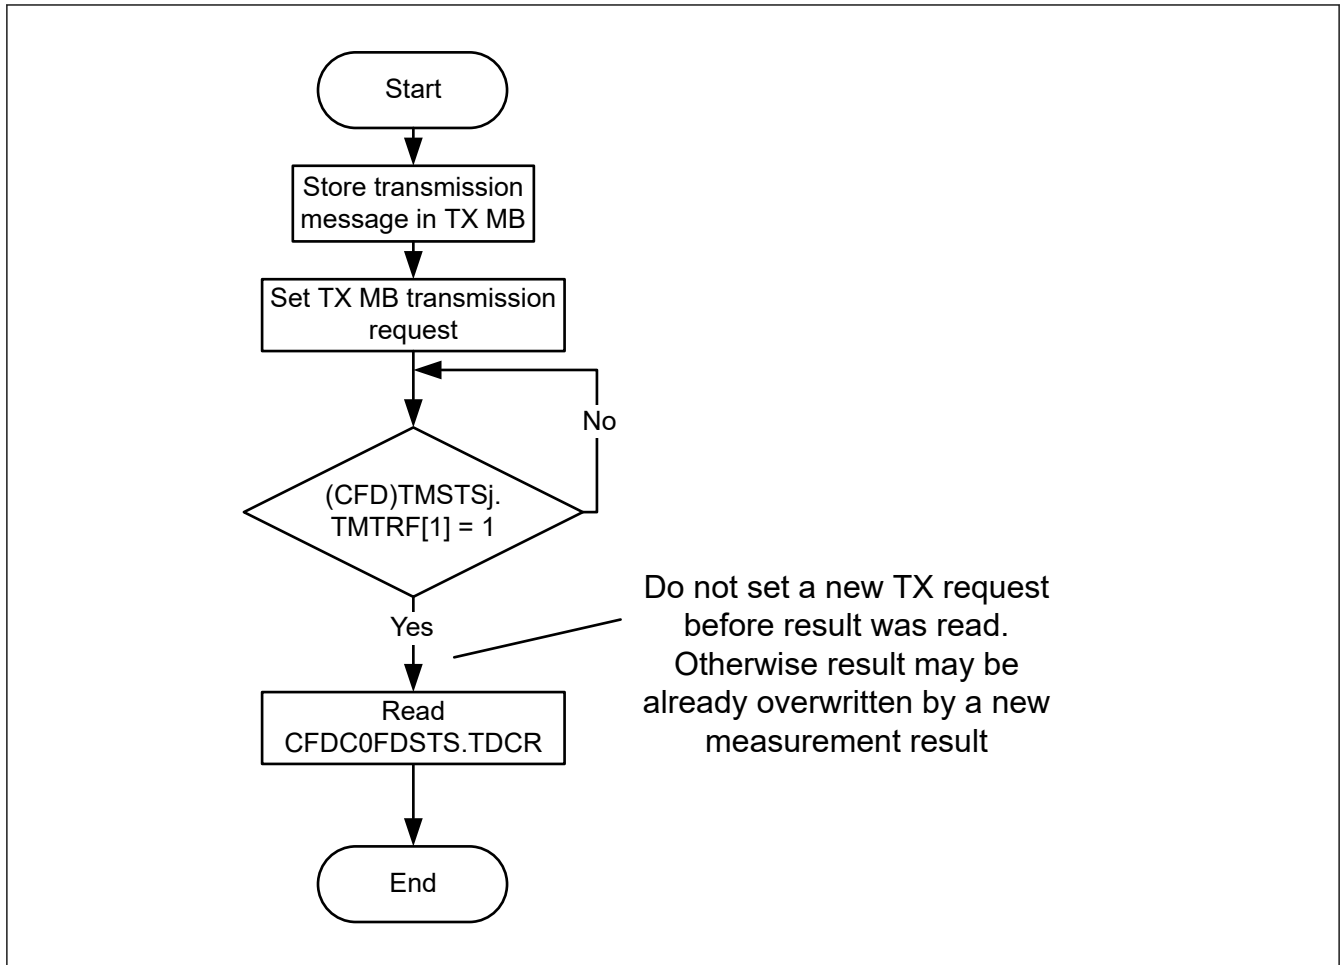 Start
Store transmission
message in TX MB
Set TX MB transmission
request
No
(CFD)TMSTSj.
TMTRF[1] = 1
Yes
Do not set a new TX request
before result was read.
Otherwise result may be
already overwritten by a new
measurement result
Read
CFDC0FDSTS.TDCR
End